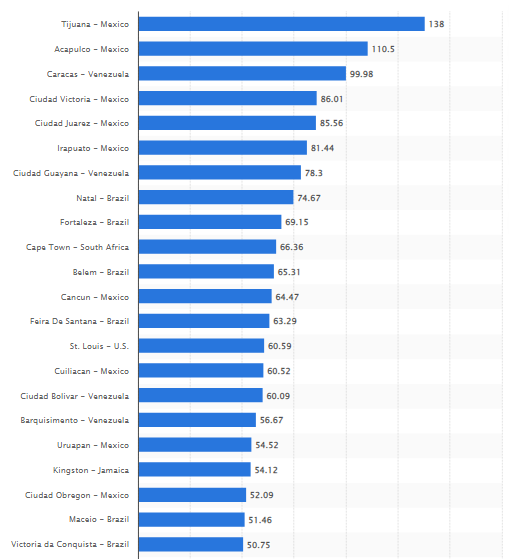 Tijuana – Mexico 138
Acapulco – Mexico 110.5
Caracas – Venezuela 99.98
Ciudad Victoria – Mexico 86.01
Ciudad Juarez – Mexico 85.56
Irapuato – Mexico 81.44
Ciudad Guayana – Venezuela 78.3
Natal – Brazil 74.67
Fortaleza – Brazil 69.15
Cape Town – South Africa 66.36
Belem – Brazil 65.31
Cancun – Mexico 64.47
Feira De Santana – Brazil 63.29
St. Louis – U.S. 60.59
Cuiliacan – Mexico 60.52
Ciudad Bolivar – Venezuela 60.09
Barquisimento – Venezuela 56.67
Uruapan – Mexico 54.52
Kingston – Jamaica 54.12
Ciudad Obregon – Mexico 52.09
Maceio – Brazil 51.46
Victoria da Conquista – Brazil 50.75